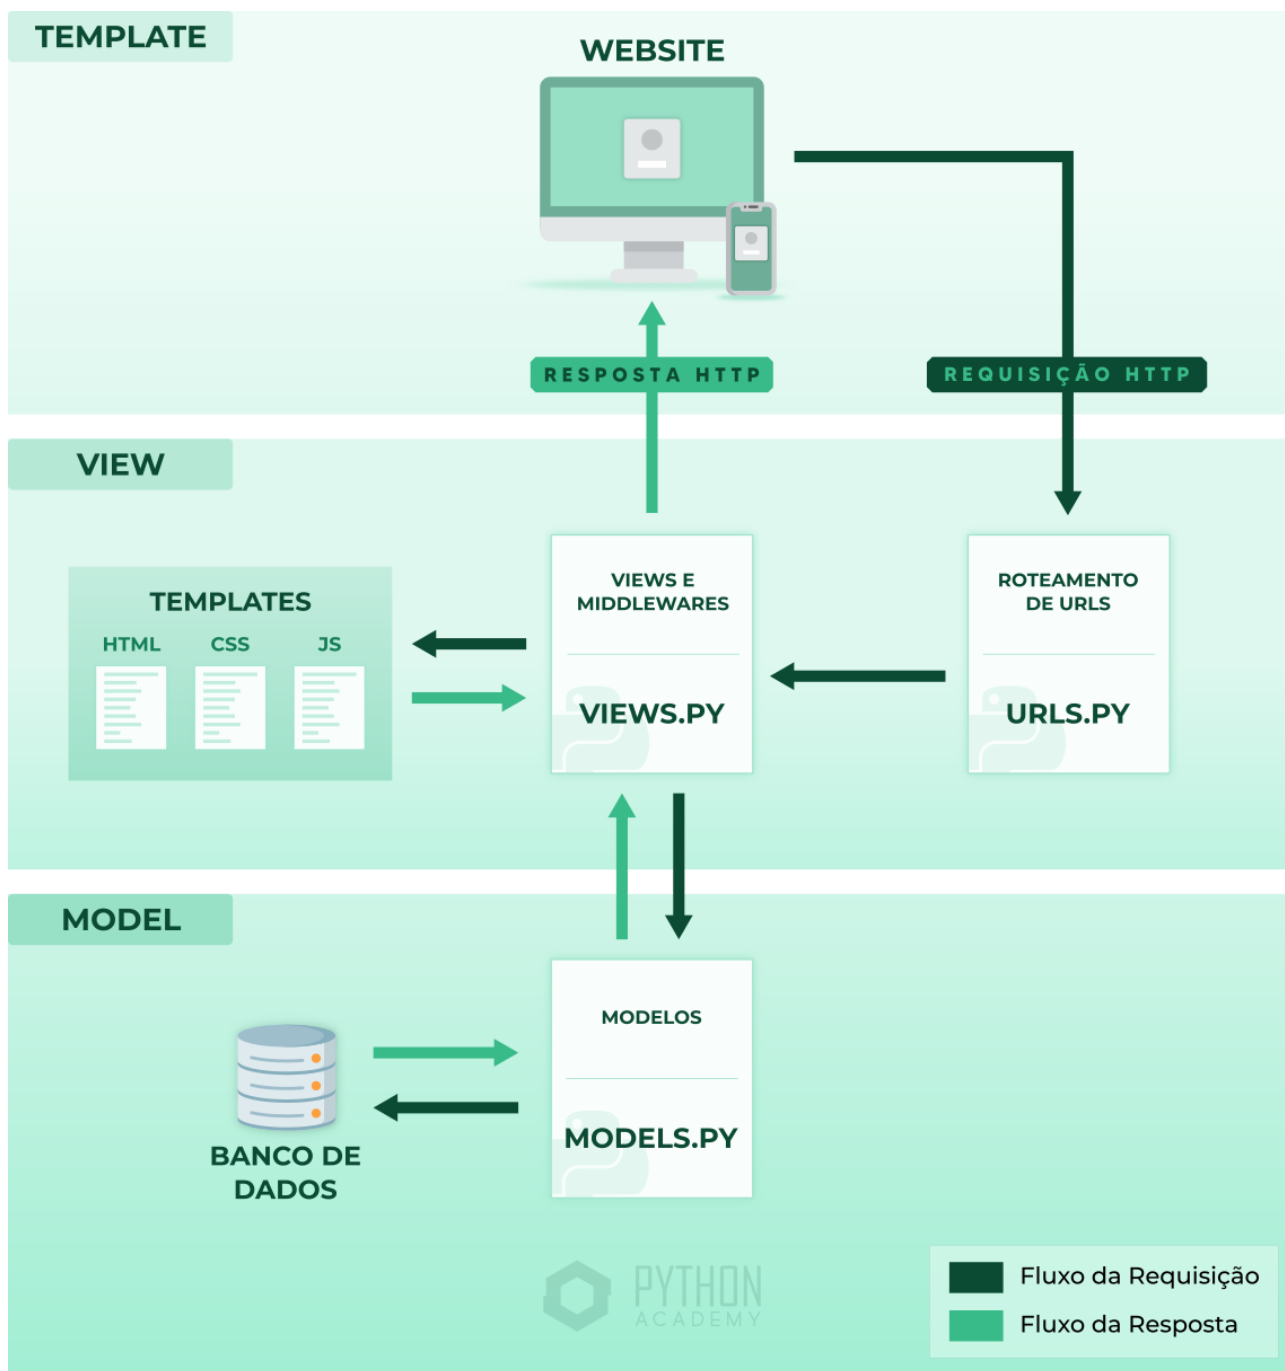 TEMPLATE
WEBSITE
RESPOSTA HTTP
REQUISIÇÃO HTTP
VIEW
TEMPLATES
HTML
CSS
JS
VIEWS E
MIDDLEWARES
VIEWS.PY
ROTEAMENTO
DE URLS
URLS.PY
MODEL
MODELOS
MODELS.PY
BANCO DE
DADOS
PYTHON
ACADEMY
Fluxo da Requisição
Fluxo da Resposta